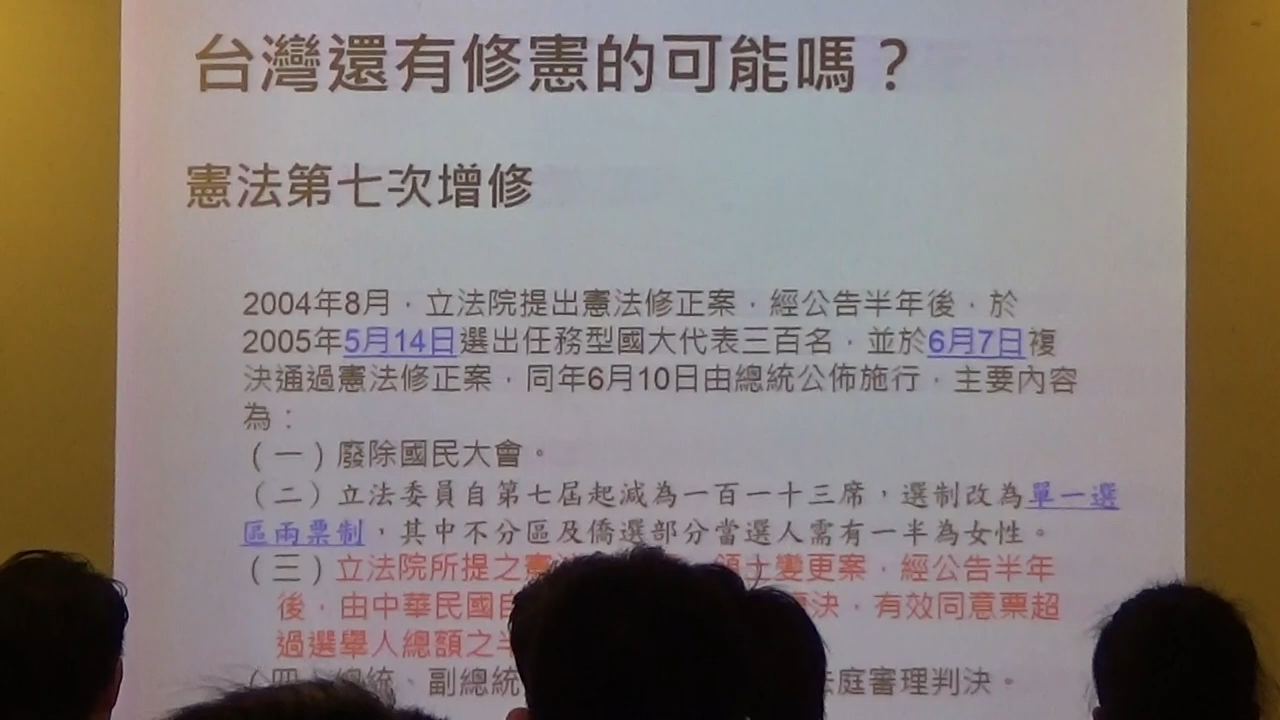 台灣還有修憲的可能嗎？
憲法第七次增修
2004年8月，立法院提出憲法修正案，經公告半年後，於
2005年5月14日選出任務型國大代表三百名，並於6月7日複
決通過憲法修正案，同年6月10日由總統公佈施行，主要內容
為：
（一）廢除國民大會。
（二）立法委員自第七屆起減為一百一十三席，選制改為單一選
區兩票制，其中不分區及僑選部分當選人需有一半為女性。
（三）立法院所提之憲 領土變更案，經公告半年
後，由中華民國自 決，有效同意票超
過選舉人總額之半
（四 總統、副總統 法庭審理判決。